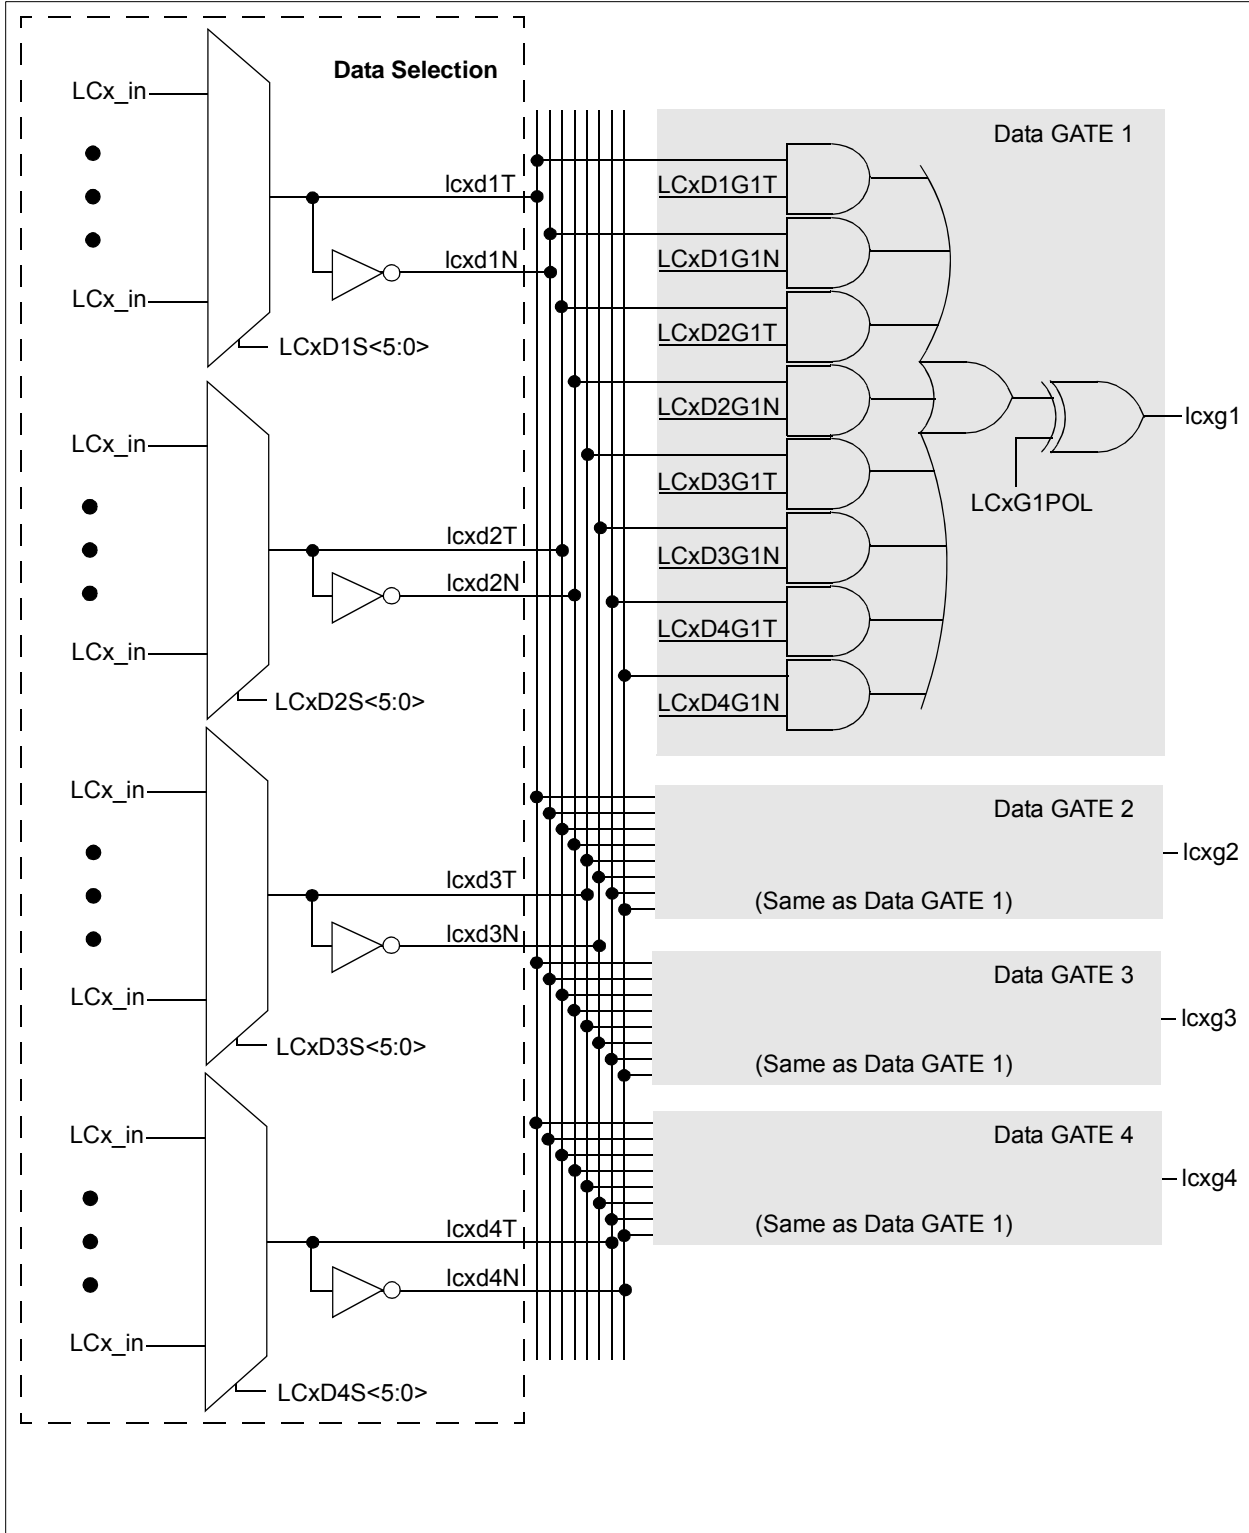 Data Selection
LCx_in
LCx_in
LCxD1S<5:0>
lcxd1T
lcxd1N
LCx_in
LCx_in
LCxD2S<5:0>
lcxd2T
lcxd2N
LCx_in
LCx_in
LCxD3S<5:0>
lcxd3T
lcxd3N
LCx_in
LCx_in
LCxD4S<5:0>
lcxd4T
lcxd4N
Data GATE 1
LCxD1G1T
LCxD1G1N
LCxD2G1T
LCxD2G1N
LCxD3G1T
LCxD3G1N
LCxD4G1T
LCxD4G1N
LCxG1POL
lcxg1
Data GATE 2
(Same as Data GATE 1)
lcxg2
Data GATE 3
(Same as Data GATE 1)
lcxg3
Data GATE 4
(Same as Data GATE 1)
lcxg4